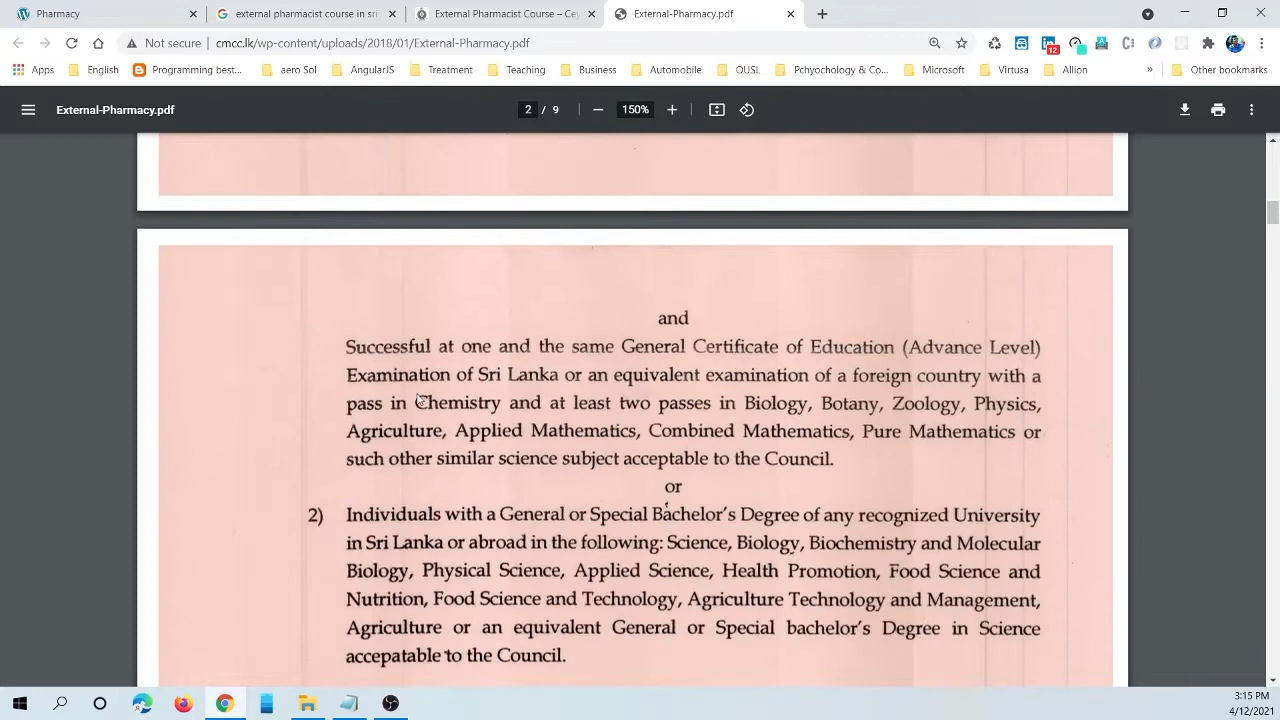 Pharmacy
external pharmacist course in sri
External Pharmacist Course – Cey
External-Pharmacy.pdf
Not secure | cmcc.lk/wp-content/uploads/2018/01/External-Pharmacy.pdf
12
Apps English Programming best... aero Sol AngularJS Treatment Teaching Business Automobile OUSL Pchyochology & Co... Microsoft Virtusa Allion » Other bookmarks
External-Pharmacy.pdf 2 / 9 150%
and
Successful at one and the same General Certificate of Education (Advance Level)
Examination of Sri Lanka or an equivalent examination of a foreign country with a
pass in Chemistry and at least two passes in Biology, Botany, Zoology, Physics,
Agriculture, Applied Mathematics, Combined Mathematics, Pure Mathematics or
such other similar science subject acceptable to the Council.
or
2) Individuals with a General or Special Bachelor's Degree of any recognized University
in Sri Lanka or abroad in the following: Science, Biology, Biochemistry and Molecular
Biology, Physical Science, Applied Science, Health Promotion, Food Science and
Nutrition, Food Science and Technology, Agriculture Technology and Management,
Agriculture or an equivalent General or Special bachelor's Degree in Science
accepatable to the Council.
3:15 PM
4/12/2021